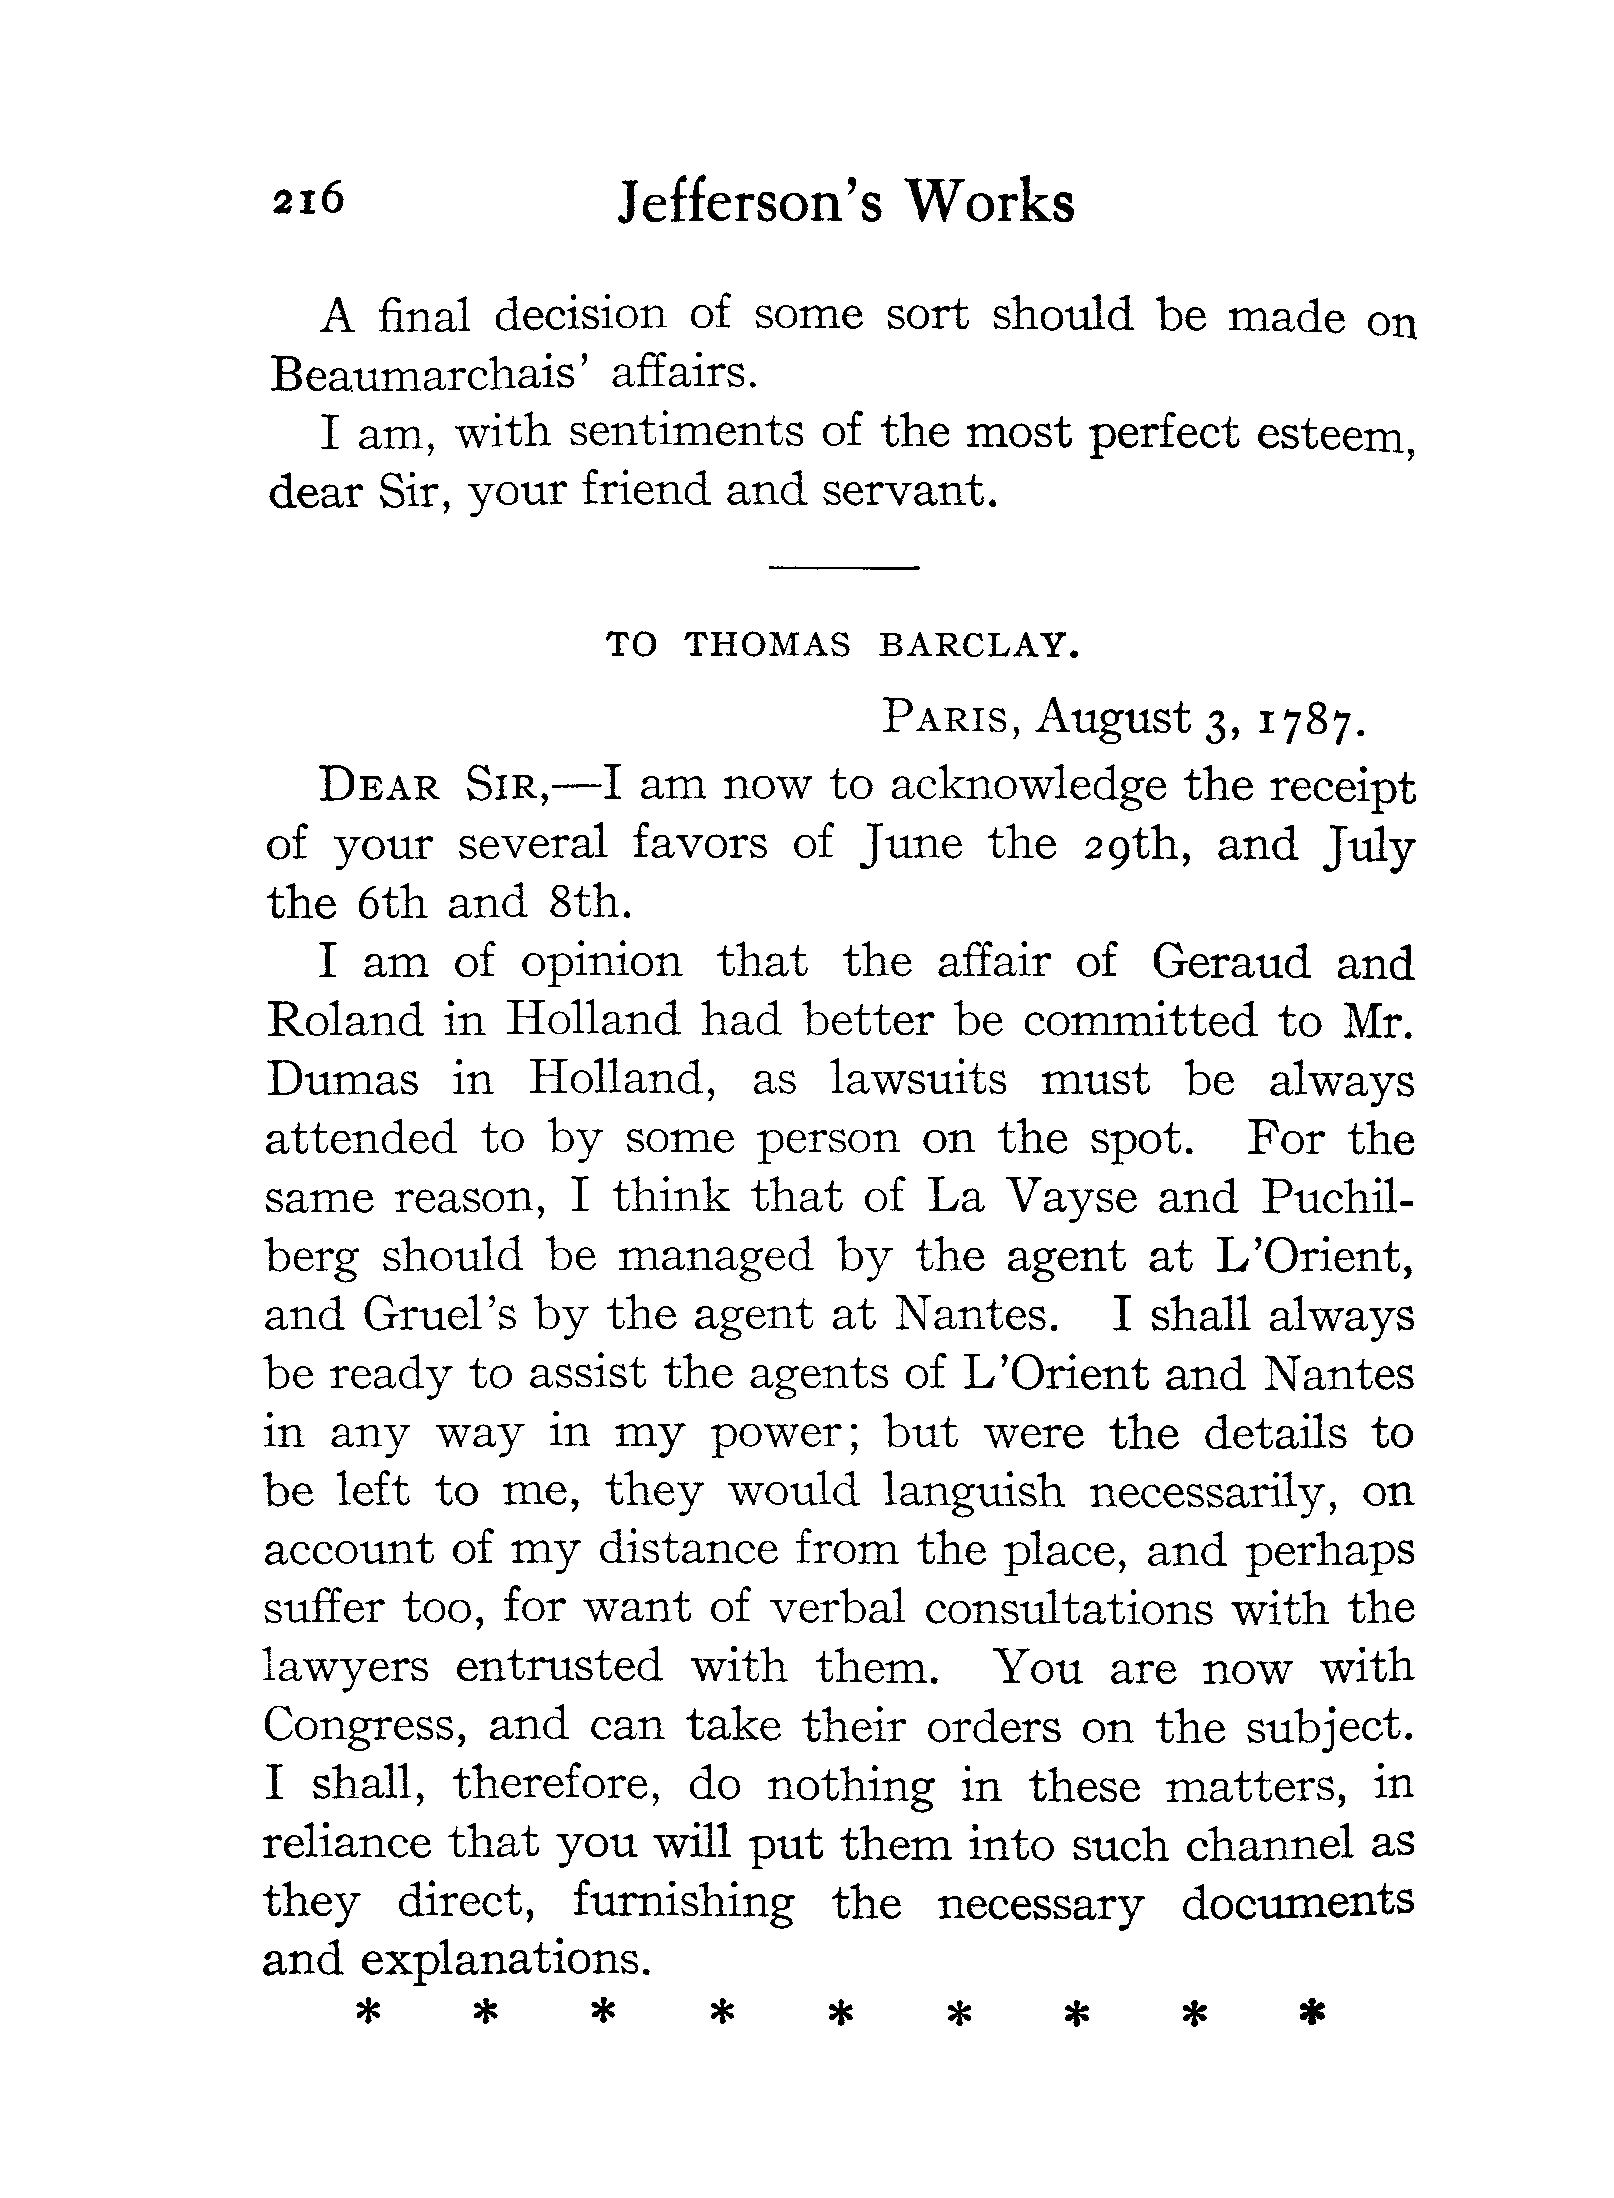 216 Jefferson's Works
A final decision of some sort should be made on
Beaumarchais' affairs.
I am, with sentiments of the most perfect esteem,
dear Sir, your friend and servant.
TO THOMAS BARCLAY.
PARIS, August 3, 1787.
DEAR SIR,—I am now to acknowledge the receipt
of your several favors of June the 29th, and July
the 6th and 8th.
I am of opinion that the affair of Geraud and
Roland in Holland had better be committed to Mr.
Dumas in Holland, as lawsuits must be always
attended to by some person on the spot. For the
same reason, I think that of La Vayse and Puchil-
berg should be managed by the agent at L'Orient,
and Gruel's by the agent at Nantes. I shall always
be ready to assist the agents of L'Orient and Nantes
in any way in my power; but were the details to
be left to me, they would languish necessarily, on
account of my distance from the place, and perhaps
suffer too, for want of verbal consultations with the
lawyers entrusted with them. You are now with
Congress, and can take their orders on the subject.
I shall, therefore, do nothing in these matters, in
reliance that you will put them into such channel as
they direct, furnishing the necessary documents
and explanations.
* * * * * * * * *